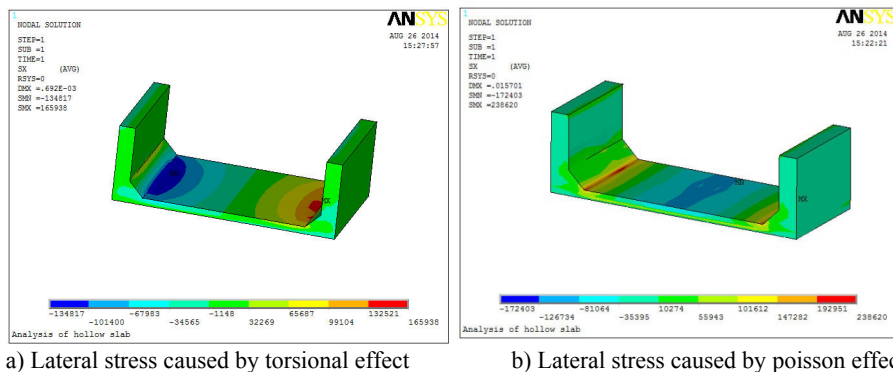 1
NODAL SOLUTION
STEP=1
SUB =1
TIME=1
SX (AVG)
RSYS=0
DMX =.692E-03
SMN =-134817
SMX =165938
ANSYS
AUG 26 2014
15:27:57
MX
-134817 -67983 -1148 65687 132521
-101400 -34565 32269 99104 165938
Analysis of hollow slab
a) Lateral stress caused by torsional effect
1
NODAL SOLUTION
STEP=1
SUB =1
TIME=1
SX (AVG)
RSYS=0
DMX =.015701
SMN =-172403
SMX =238620
ANSYS
AUG 26 2014
15:22:21
MN
MX
-172403 -81064 10274 101612 192951
-126734 -35395 55943 147282 238620
Analysis of hollow slab
b) Lateral stress caused by poisson effec